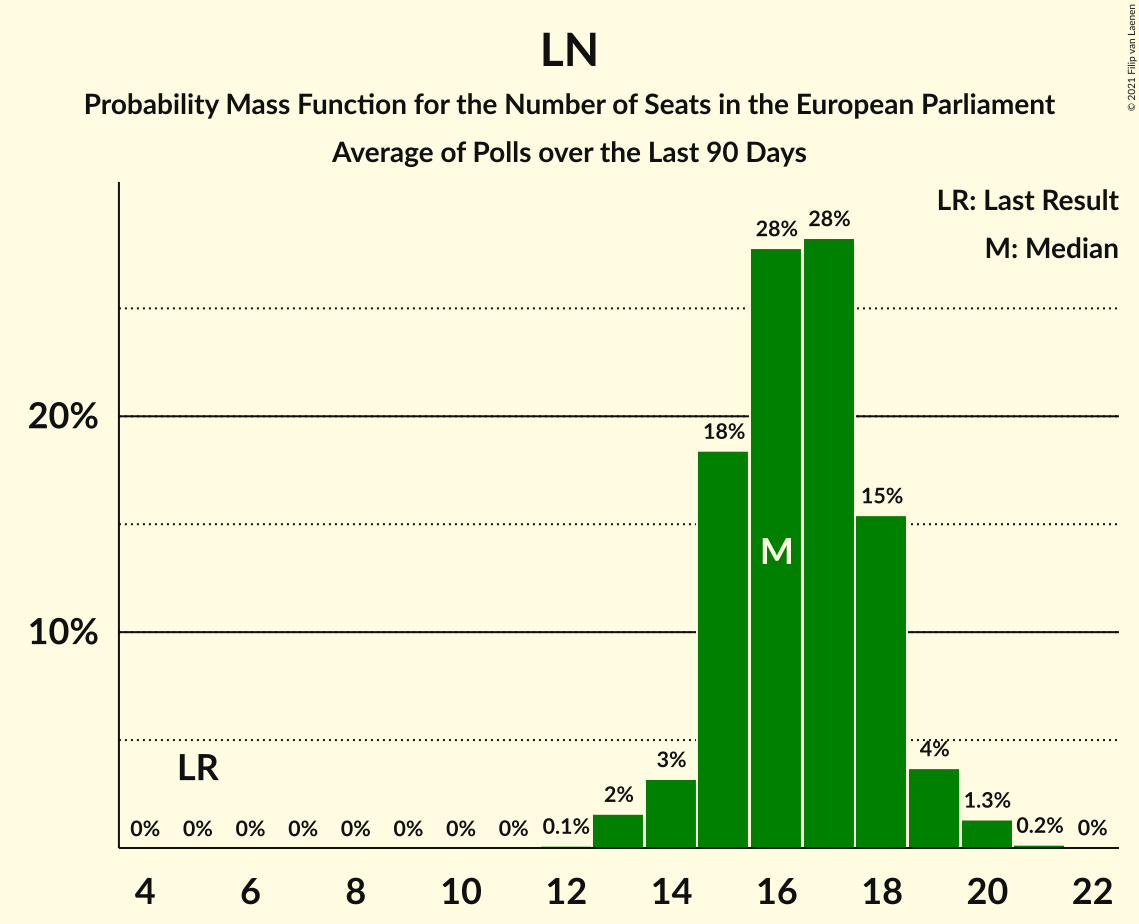 LN
Probability Mass Function for the Number of Seats in the European Parliament
Average of Polls over the Last 90 Days
© 2021 Filip van Laenen
LR: Last Result
M: Median
28% 28%
20%
18%
15%
M
10%
LR
3%
4%
2%
1.3%
0% 0% 0% 0% 0% 0% 0% 0% 0.1% 0.2% 0%
4 6 8 10 12 14 16 18 20 22